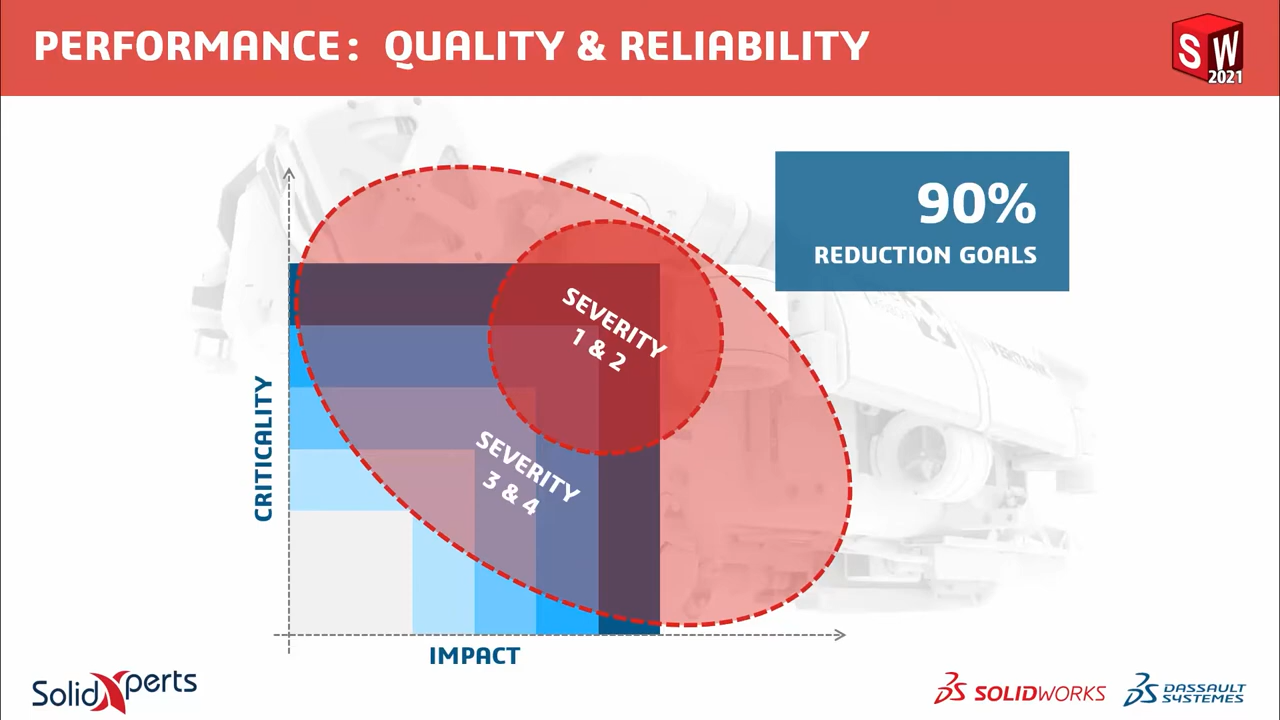 PERFORMANCE: QUALITY & RELIABILITY
SW
2021
90%
REDUCTION GOALS
SEVERITY
1 & 2
SEVERITY
3 & 4
CRITICALITY
IMPACT
SolidXperts
SOLIDWORKS
DASSAULT
SYSTEMES